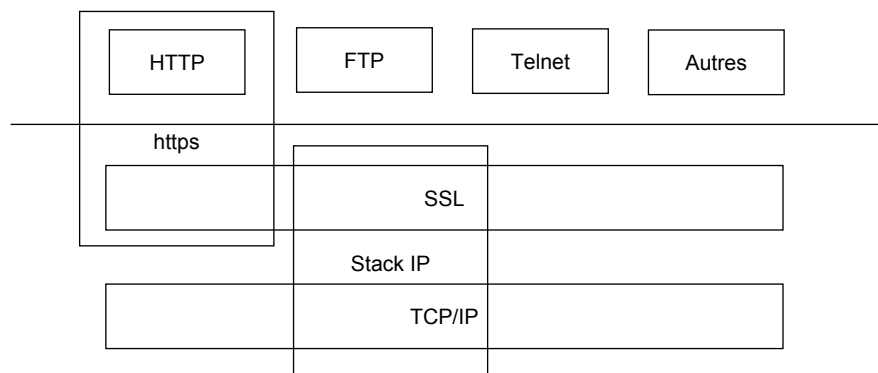 HTTP FTP Telnet Autres
https
SSL
Stack IP
TCP/IP